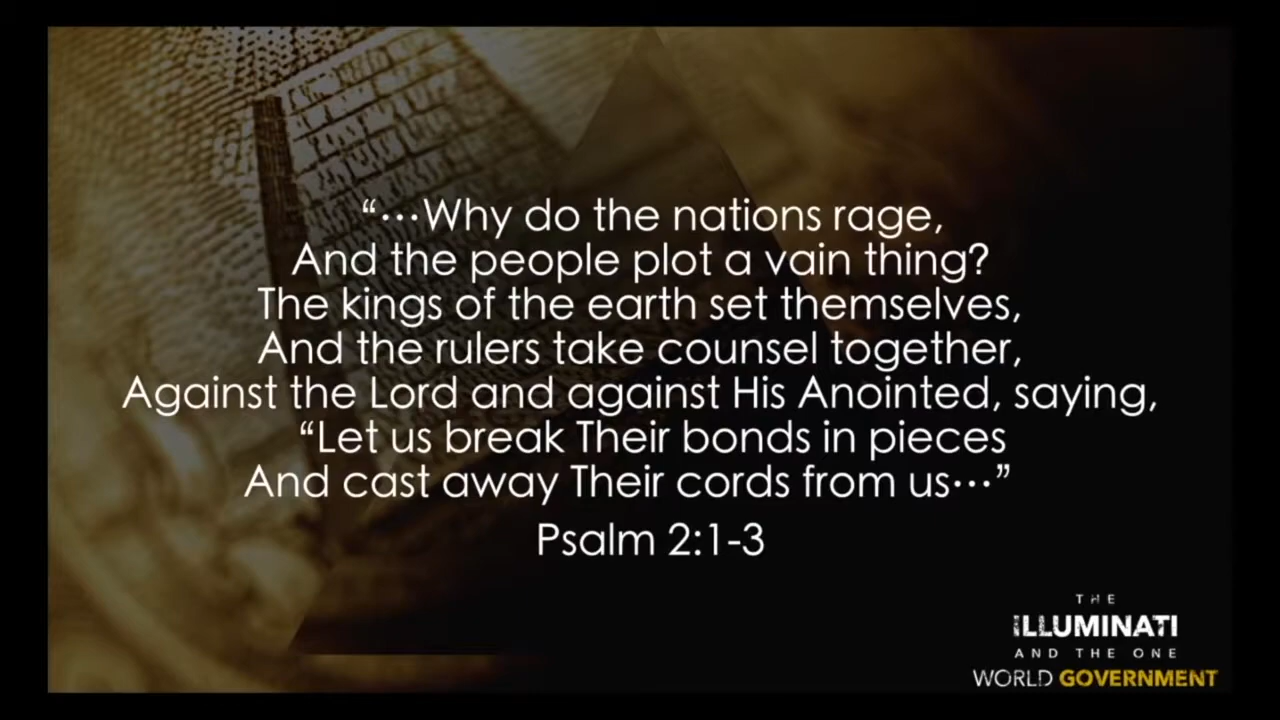 “…Why do the nations rage,
And the people plot a vain thing?
The kings of the earth set themselves,
And the rulers take counsel together,
Against the Lord and against His Anointed, saying,
“Let us break Their bonds in pieces
And cast away Their cords from us…”
Psalm 2:1-3
THE
ILLUMINATI
AND THE ONE
WORLD GOVERNMENT